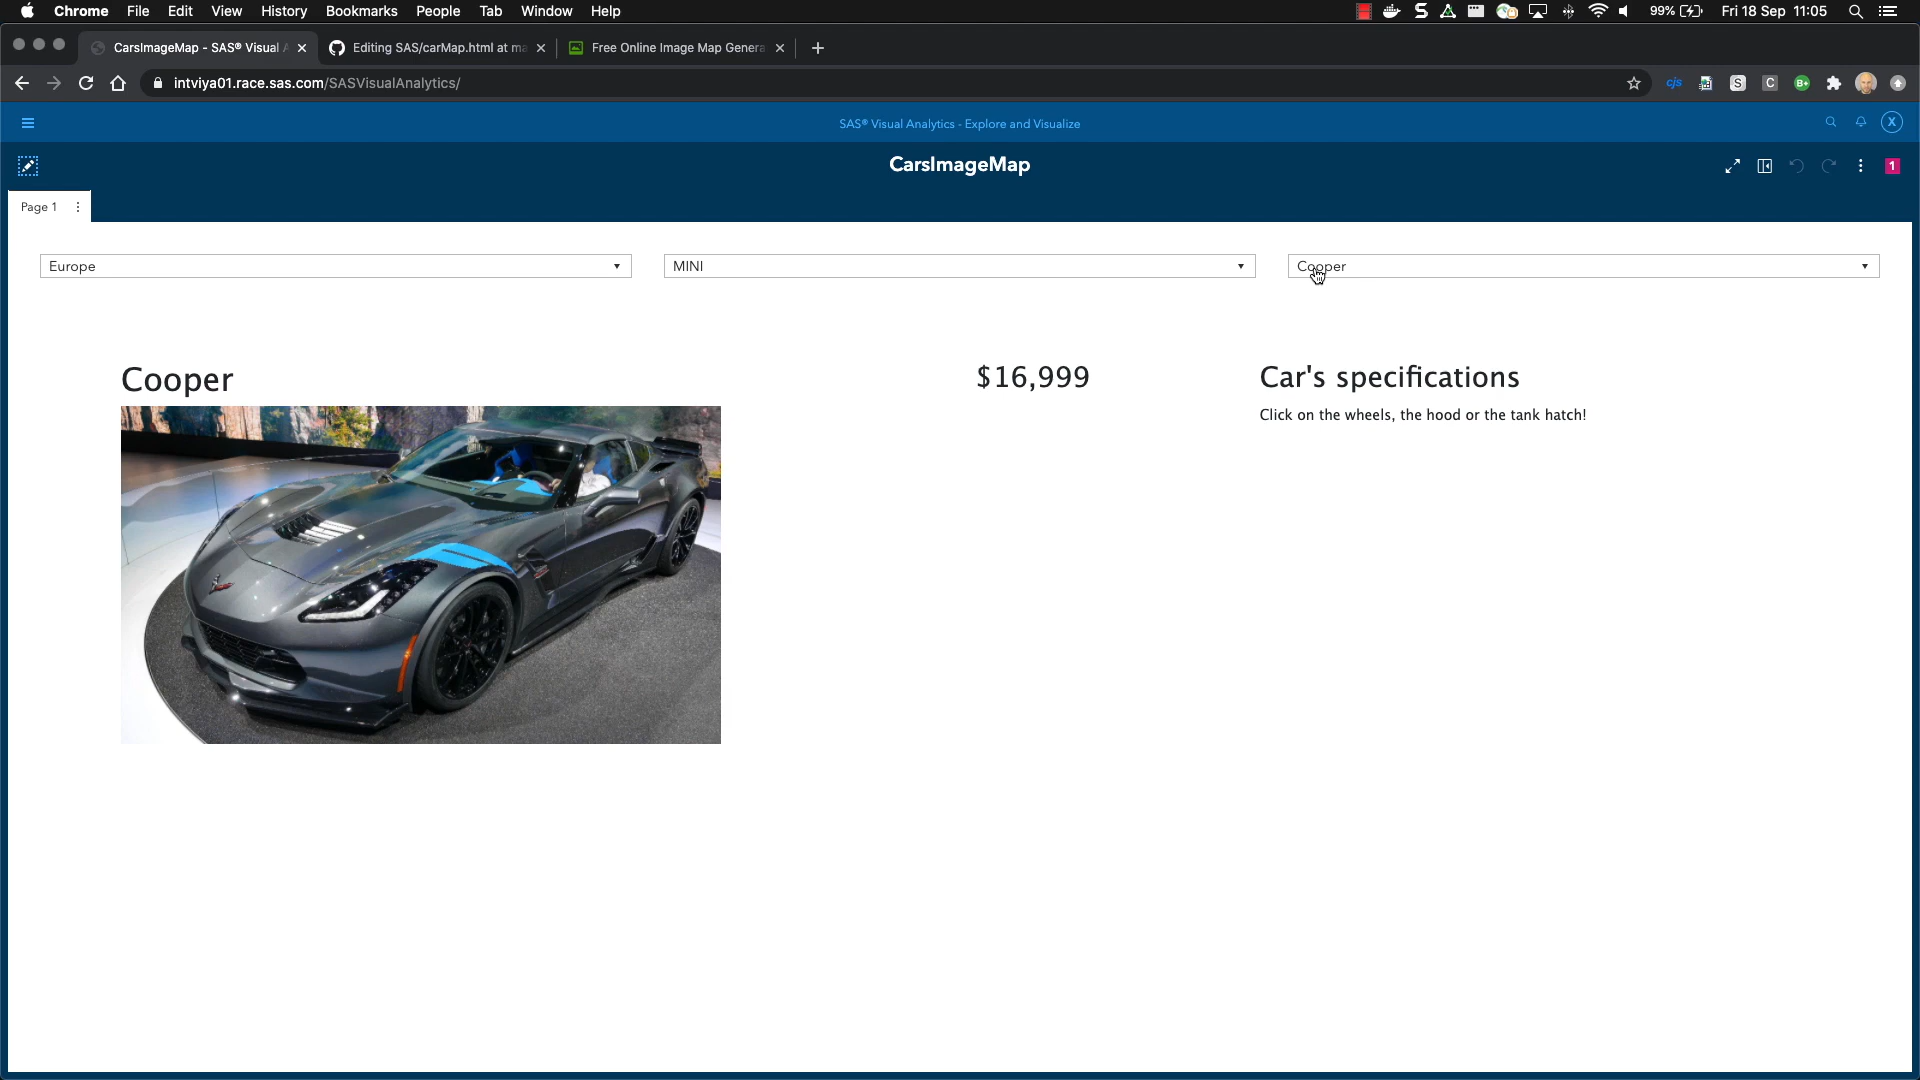 Chrome File Edit View History Bookmarks People Tab Window Help
99% Fri 18 Sep 11:05
CarsImageMap - SAS® Visual A
Editing SAS/carMap.html at ma
Free Online Image Map Genera
intviya01.race.sas.com/SASVisualAnalytics/
cjs S C B+
SAS® Visual Analytics - Explore and Visualize
X
CarsImageMap
1
Page 1
Europe
MINI
Cooper
Cooper
$16,999
Car's specifications
Click on the wheels, the hood or the tank hatch!